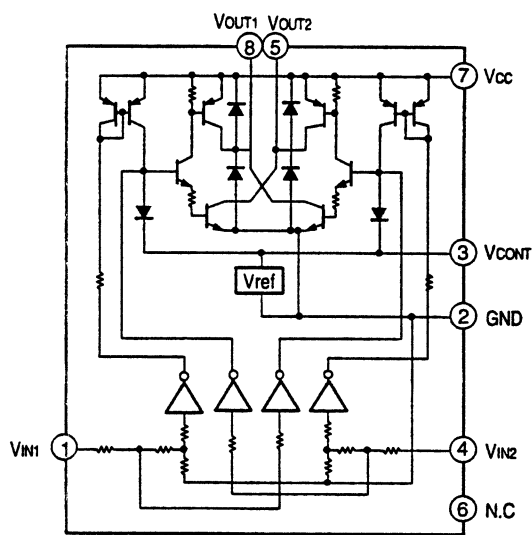 VOUT1 VOUT2
8 5
7 VCC
3 VCONT
Vref
2 GND
VIN1 1
4 VIN2
6 N.C